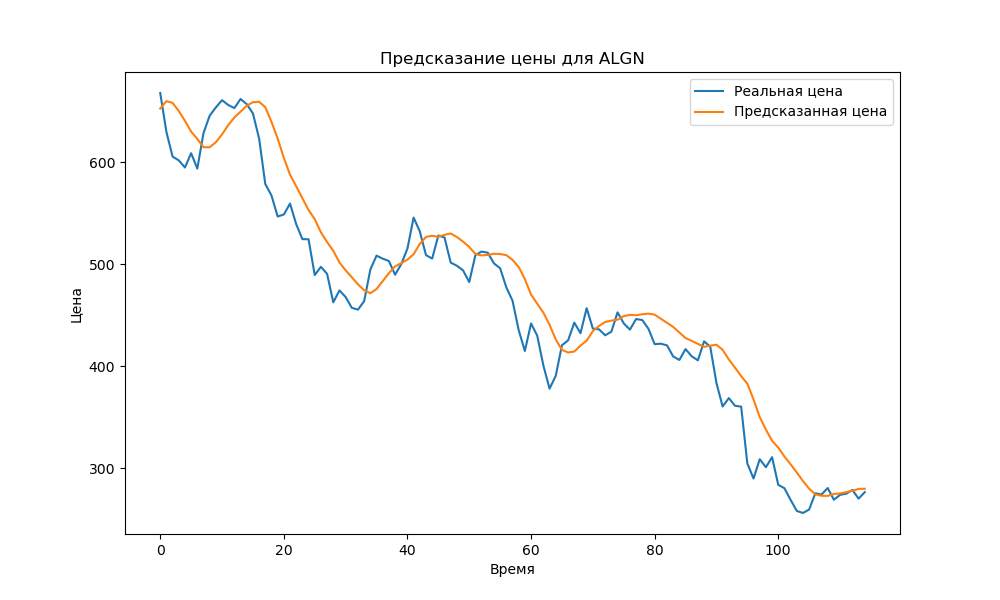 Предсказание цены для ALGN
Реальная цена
Предсказанная цена
Цена
600
500
400
300
0 20 40 60 80 100
Время